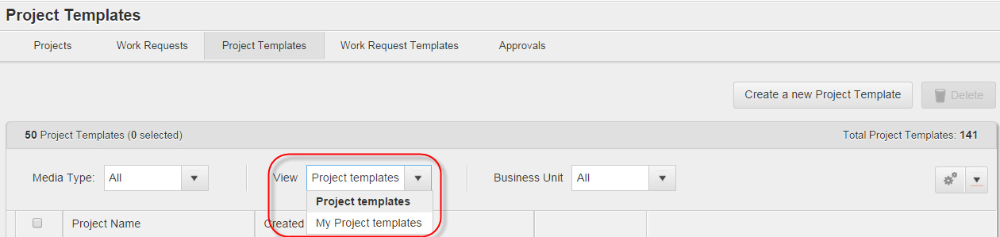 Project Templates
Projects Work Requests Project Templates Work Request Templates Approvals
Create a new Project Template Delete
50 Project Templates (0 selected) Total Project Templates: 141
Media Type: All View Project templates Business Unit All
Project templates
My Project templates
Project Name Created